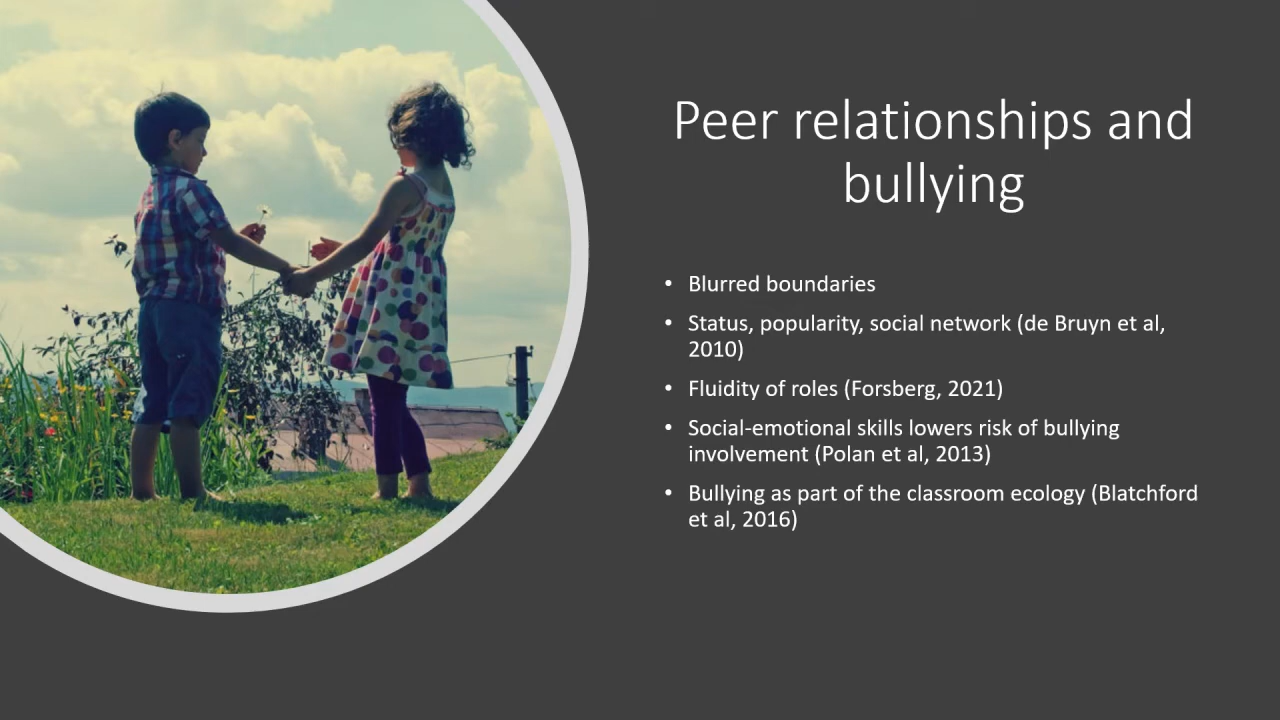 Peer relationships and
bullying
• Blurred boundaries
• Status, popularity, social network (de Bruyn et al,
2010)
• Fluidity of roles (Forsberg, 2021)
• Social-emotional skills lowers risk of bullying
involvement (Polan et al, 2013)
• Bullying as part of the classroom ecology (Blatchford
et al, 2016)